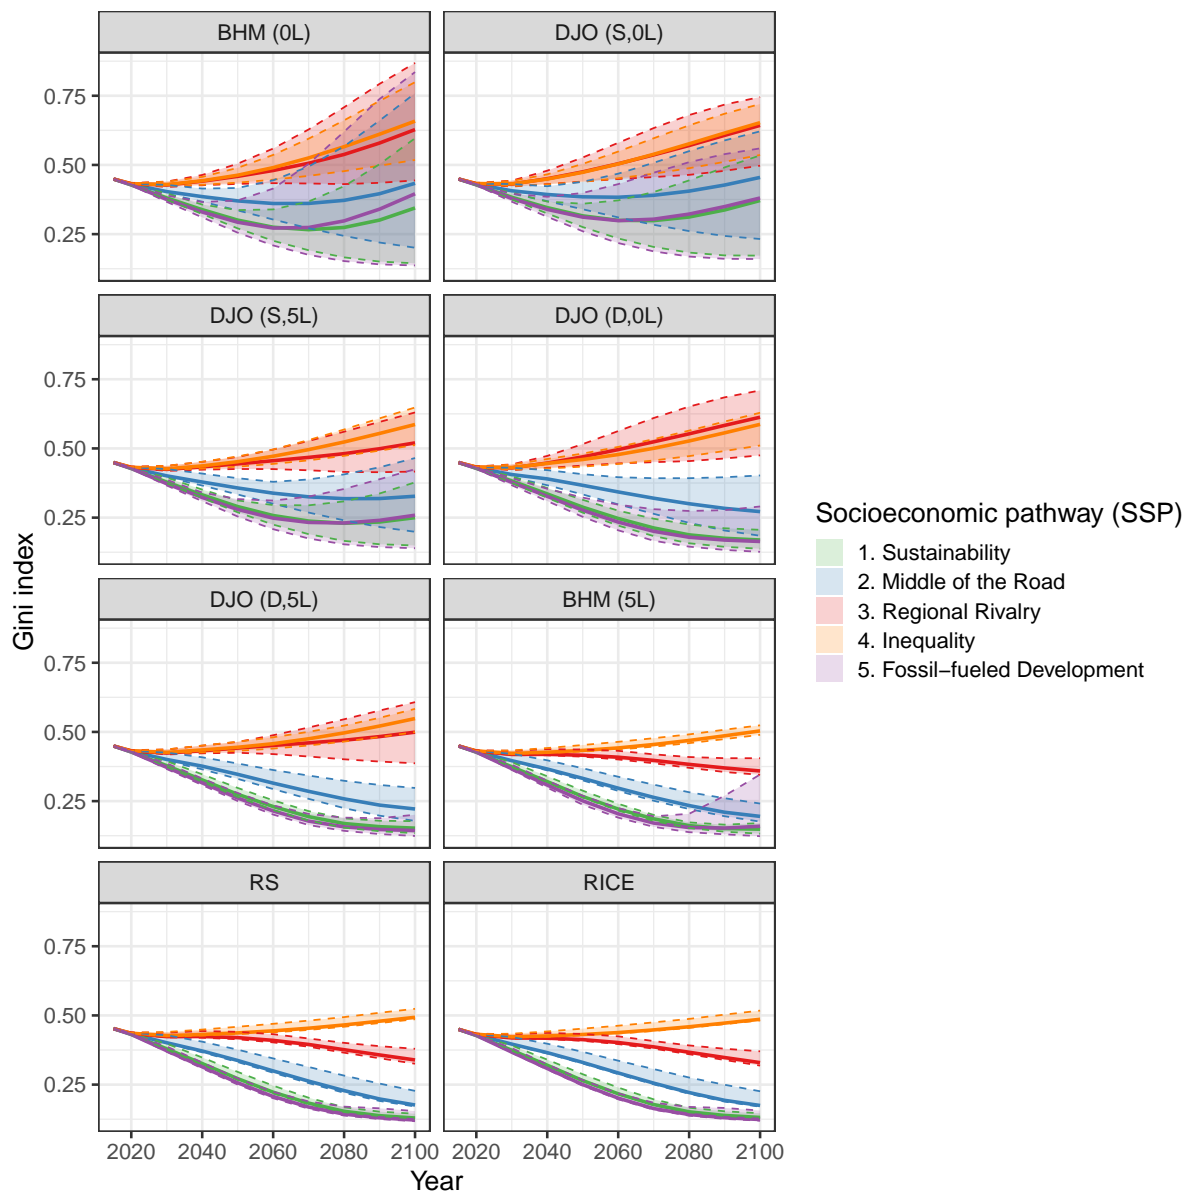 BHM (0L)
DJO (S,0L)
0.75
0.50
0.25
DJO (S,5L)
DJO (D,0L)
0.75
0.50
0.25
DJO (D,5L)
BHM (5L)
0.75
0.50
0.25
RS
RICE
0.75
0.50
0.25
2020 2040 2060 2080 2100
2020 2040 2060 2080 2100
Year
Gini index
Socioeconomic pathway (SSP)
1. Sustainability
2. Middle of the Road
3. Regional Rivalry
4. Inequality
5. Fossil−fueled Development